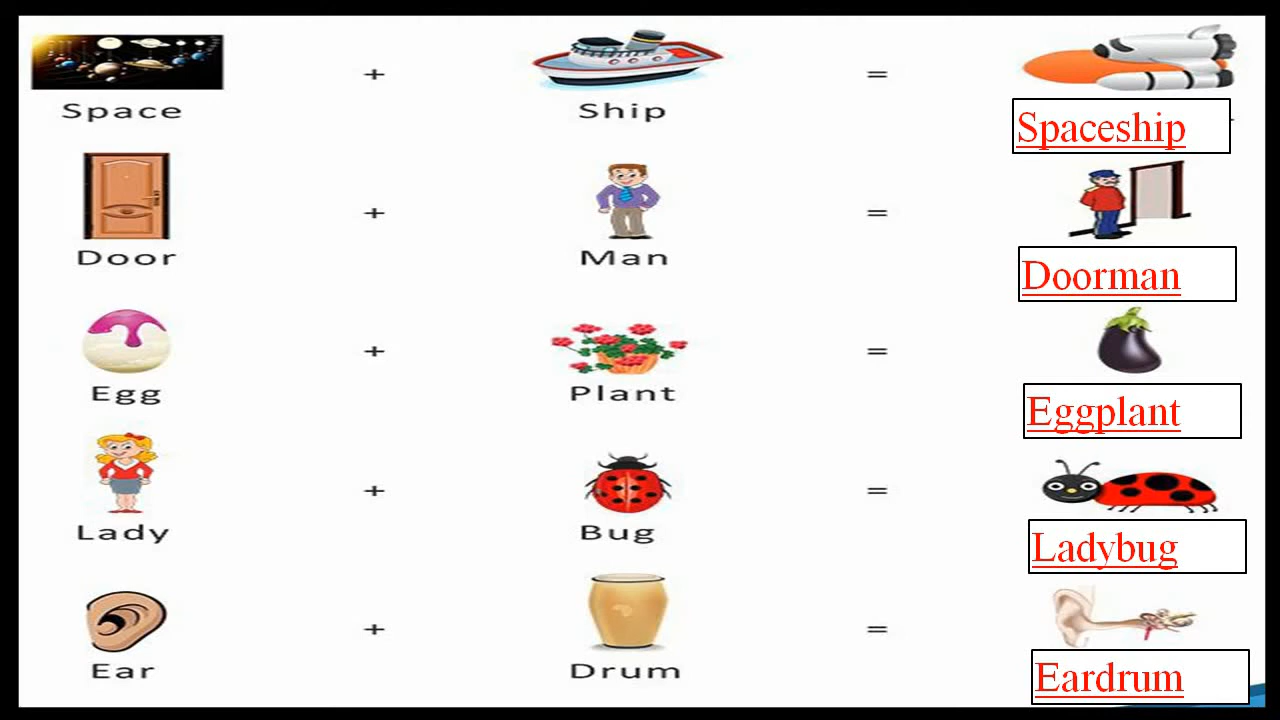 + =
Space Ship Spaceship
+ =
Door Man Doorman
+ =
Egg Plant Eggplant
+ =
Lady Bug Ladybug
+ =
Ear Drum Eardrum